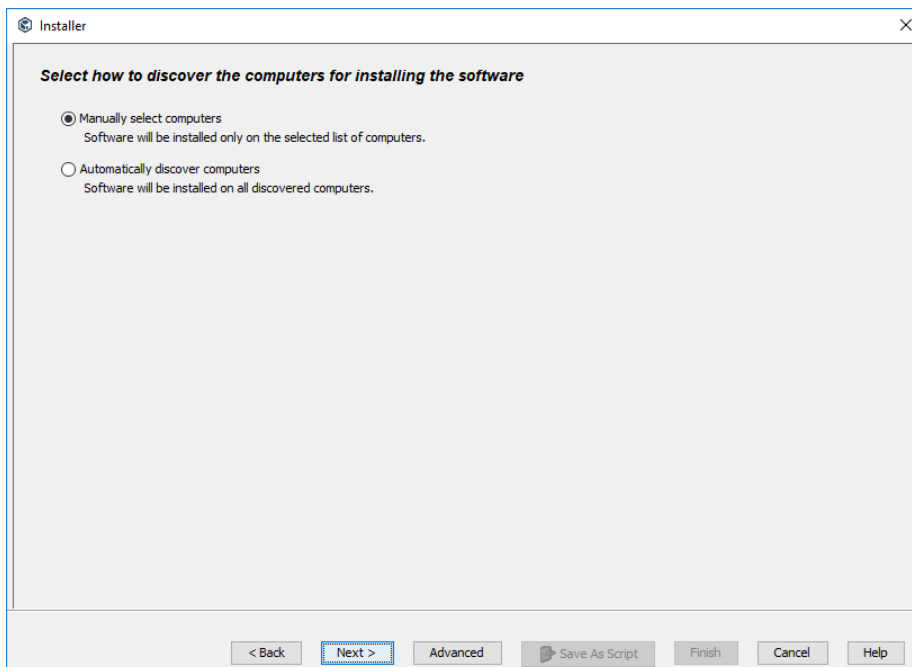 Installer
Select how to discover the computers for installing the software
Manually select computers
Software will be installed only on the selected list of computers.
Automatically discover computers
Software will be installed on all discovered computers.
< Back Next > Advanced Save As Script Finish Cancel Help